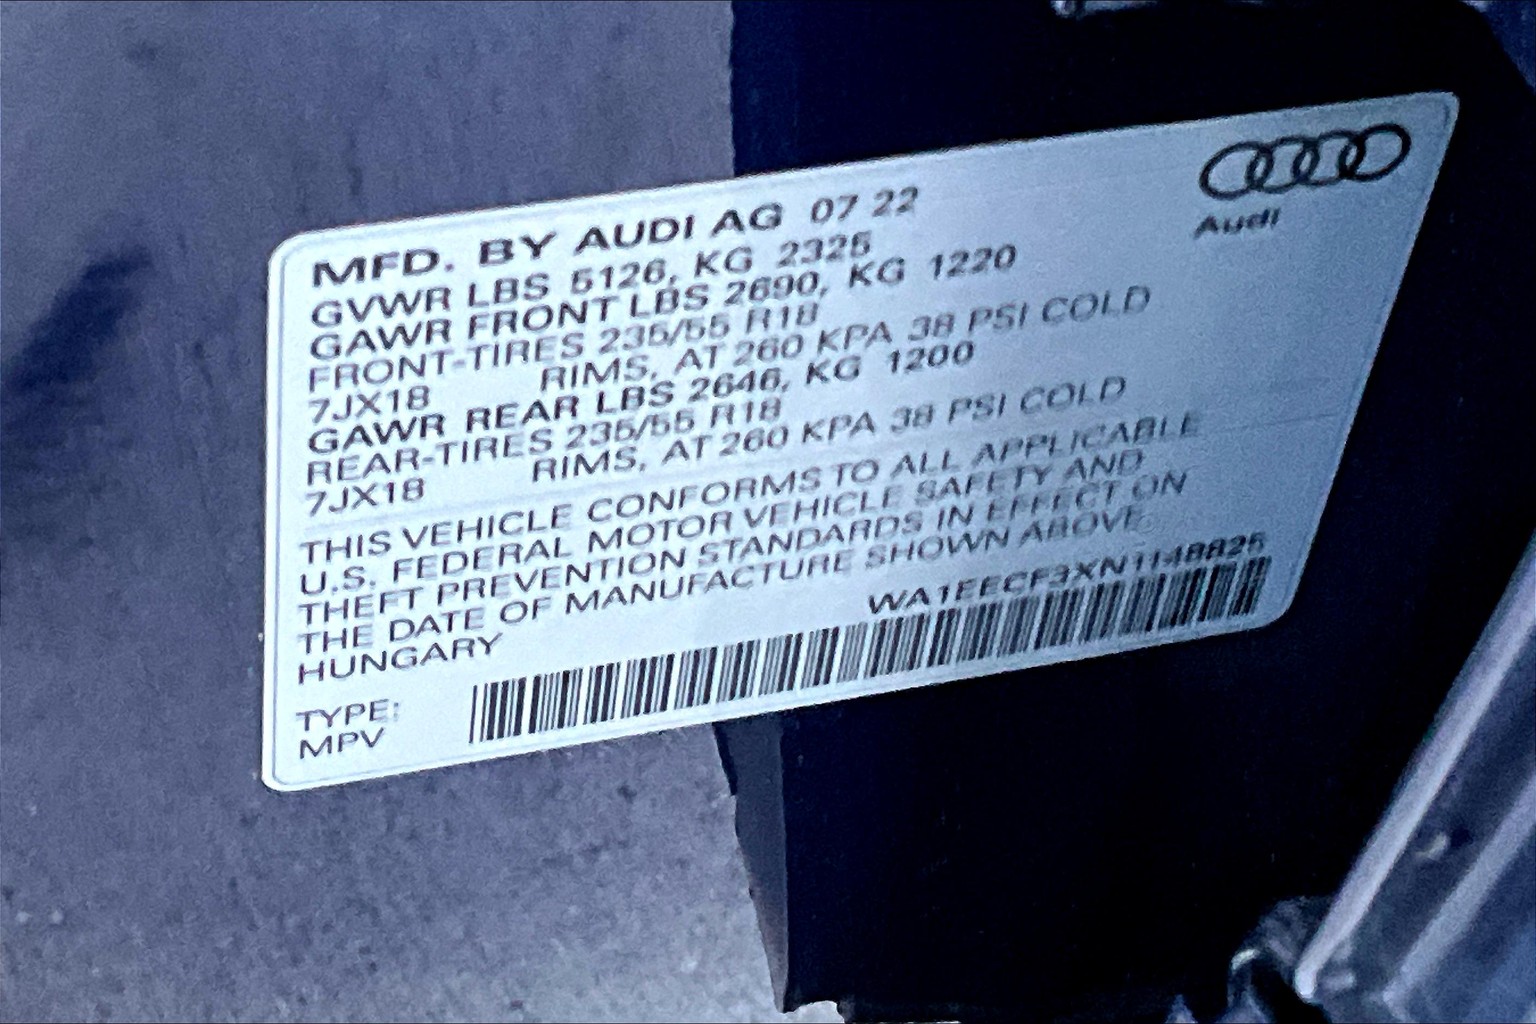 Audi
MFD. BY AUDI AG 07 22
GVWR LBS 5126, KG 2325
GAWR FRONT LBS 2690, KG 1220
FRONT-TIRES 235/55 R18
7JX18 RIMS, AT 260 KPA 38 PSI COLD
GAWR REAR LBS 2646, KG 1200
REAR-TIRES 235/55 R18
7JX18 RIMS, AT 260 KPA 38 PSI COLD
THIS VEHICLE CONFORMS TO ALL APPLICABLE
U.S. FEDERAL MOTOR VEHICLE SAFETY AND
THEFT PREVENTION STANDARDS IN EFFECT ON
THE DATE OF MANUFACTURE SHOWN ABOVE
HUNGARY
WA1EECF3XN1148825
TYPE:
MPV